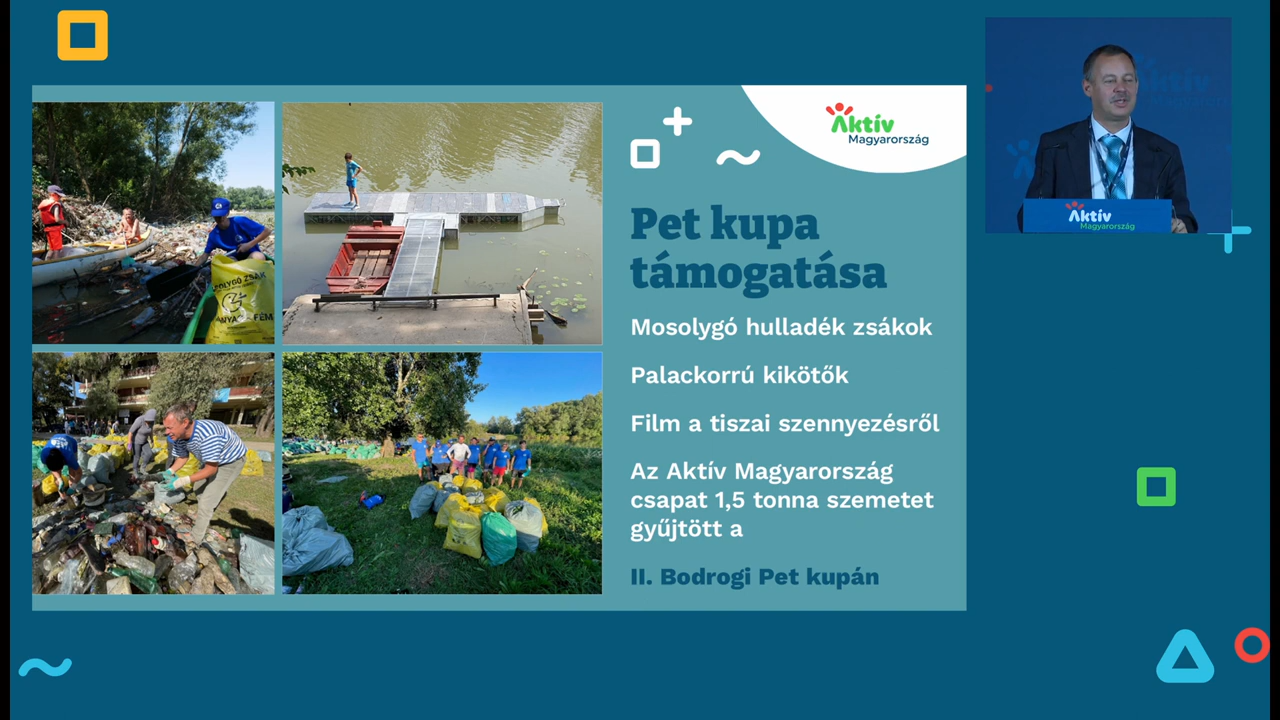 Aktív
Magyarország
Pet kupa
támogatása
Mosolygó hulladék zsákok
Palackorrú kikötők
Film a tiszai szennyezésről
Az Aktív Magyarország
csapat 1,5 tonna szemetet
gyűjtött a
II. Bodrogi Pet kupán
Aktív
Magyarország